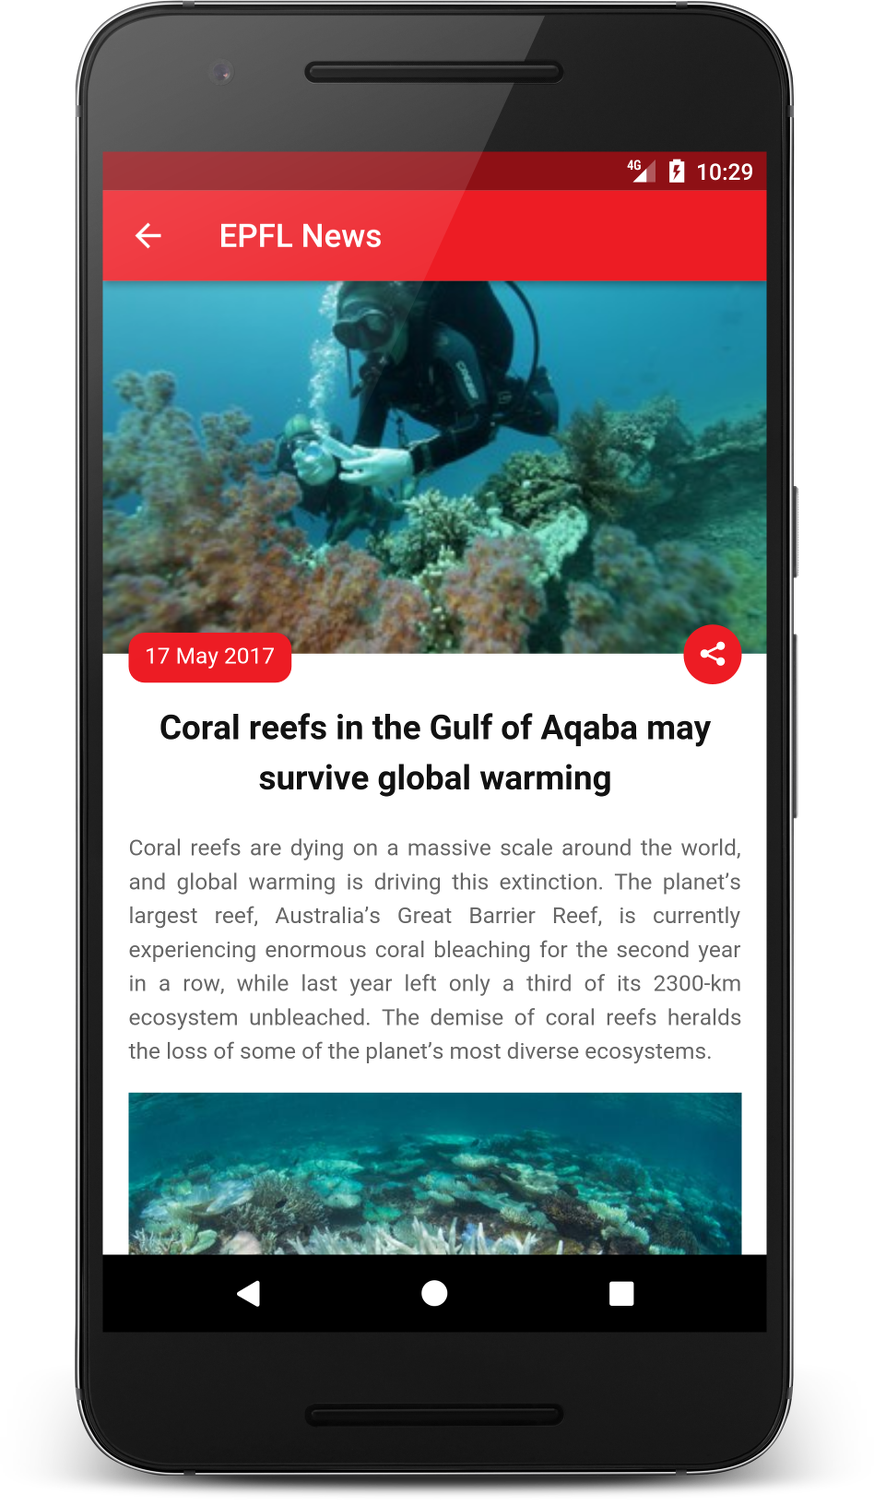 4G 10:29
EPFL News
17 May 2017
Coral reefs in the Gulf of Aqaba may
survive global warming
Coral reefs are dying on a massive scale around the world,
and global warming is driving this extinction. The planet’s
largest reef, Australia’s Great Barrier Reef, is currently
experiencing enormous coral bleaching for the second year
in a row, while last year left only a third of its 2300-km
ecosystem unbleached. The demise of coral reefs heralds
the loss of some of the planet’s most diverse ecosystems.